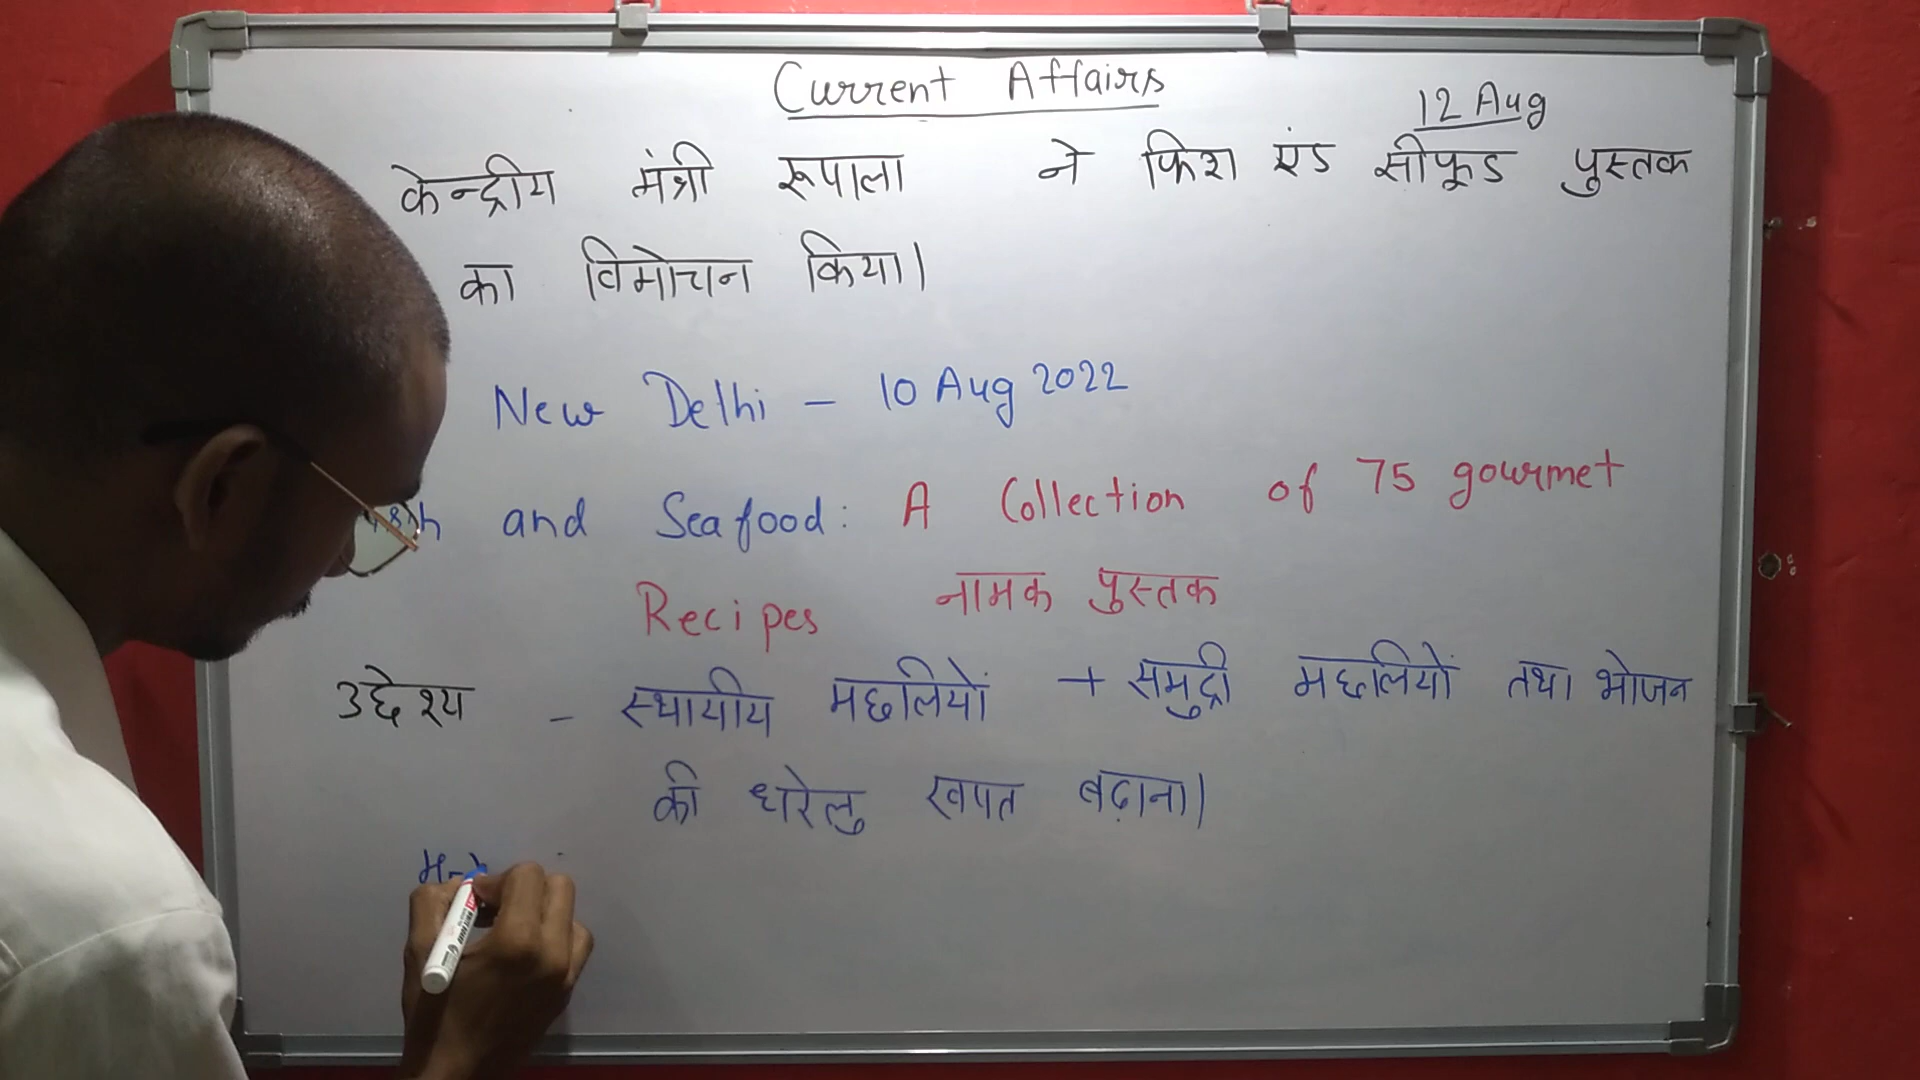 Current Affairs
12 Aug
केन्द्रीय मंत्री रूपाला ने फिश एंड सीफूड पुस्तक
का विमोचन किया।
New Delhi – 10 Aug 2022
and Seafood: A Collection of 75 gourmet
Recipes नामक पुस्तक
उद्देश्य – स्थायीय मछलियों + समुद्री मछलियों तथा भोजन
की घरेलु खपत बढ़ाना।